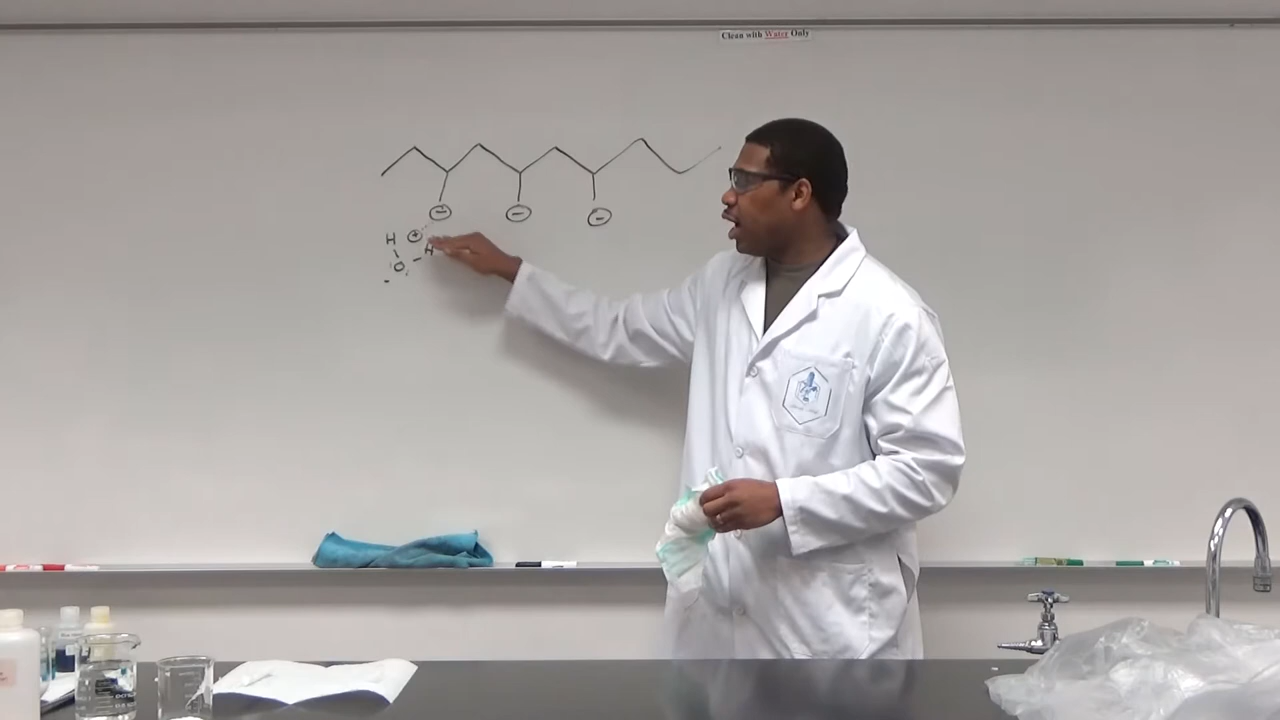 Clean with Water Only
− − −
H +
H
O
-